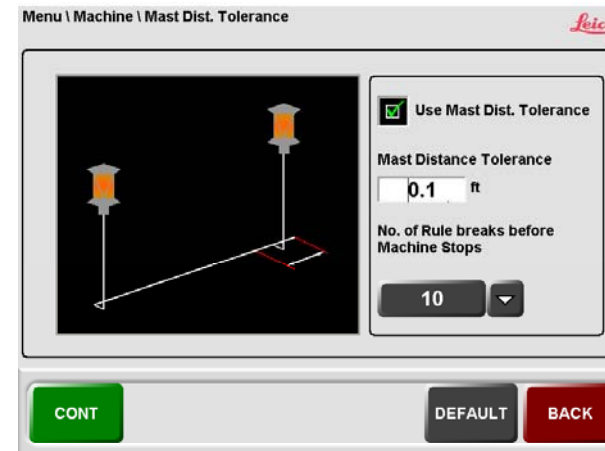 Menu \ Machine \ Mast Dist. Tolerance
Leic
Use Mast Dist. Tolerance
Mast Distance Tolerance
0.1 ft
No. of Rule breaks before
Machine Stops
10
CONT
DEFAULT
BACK